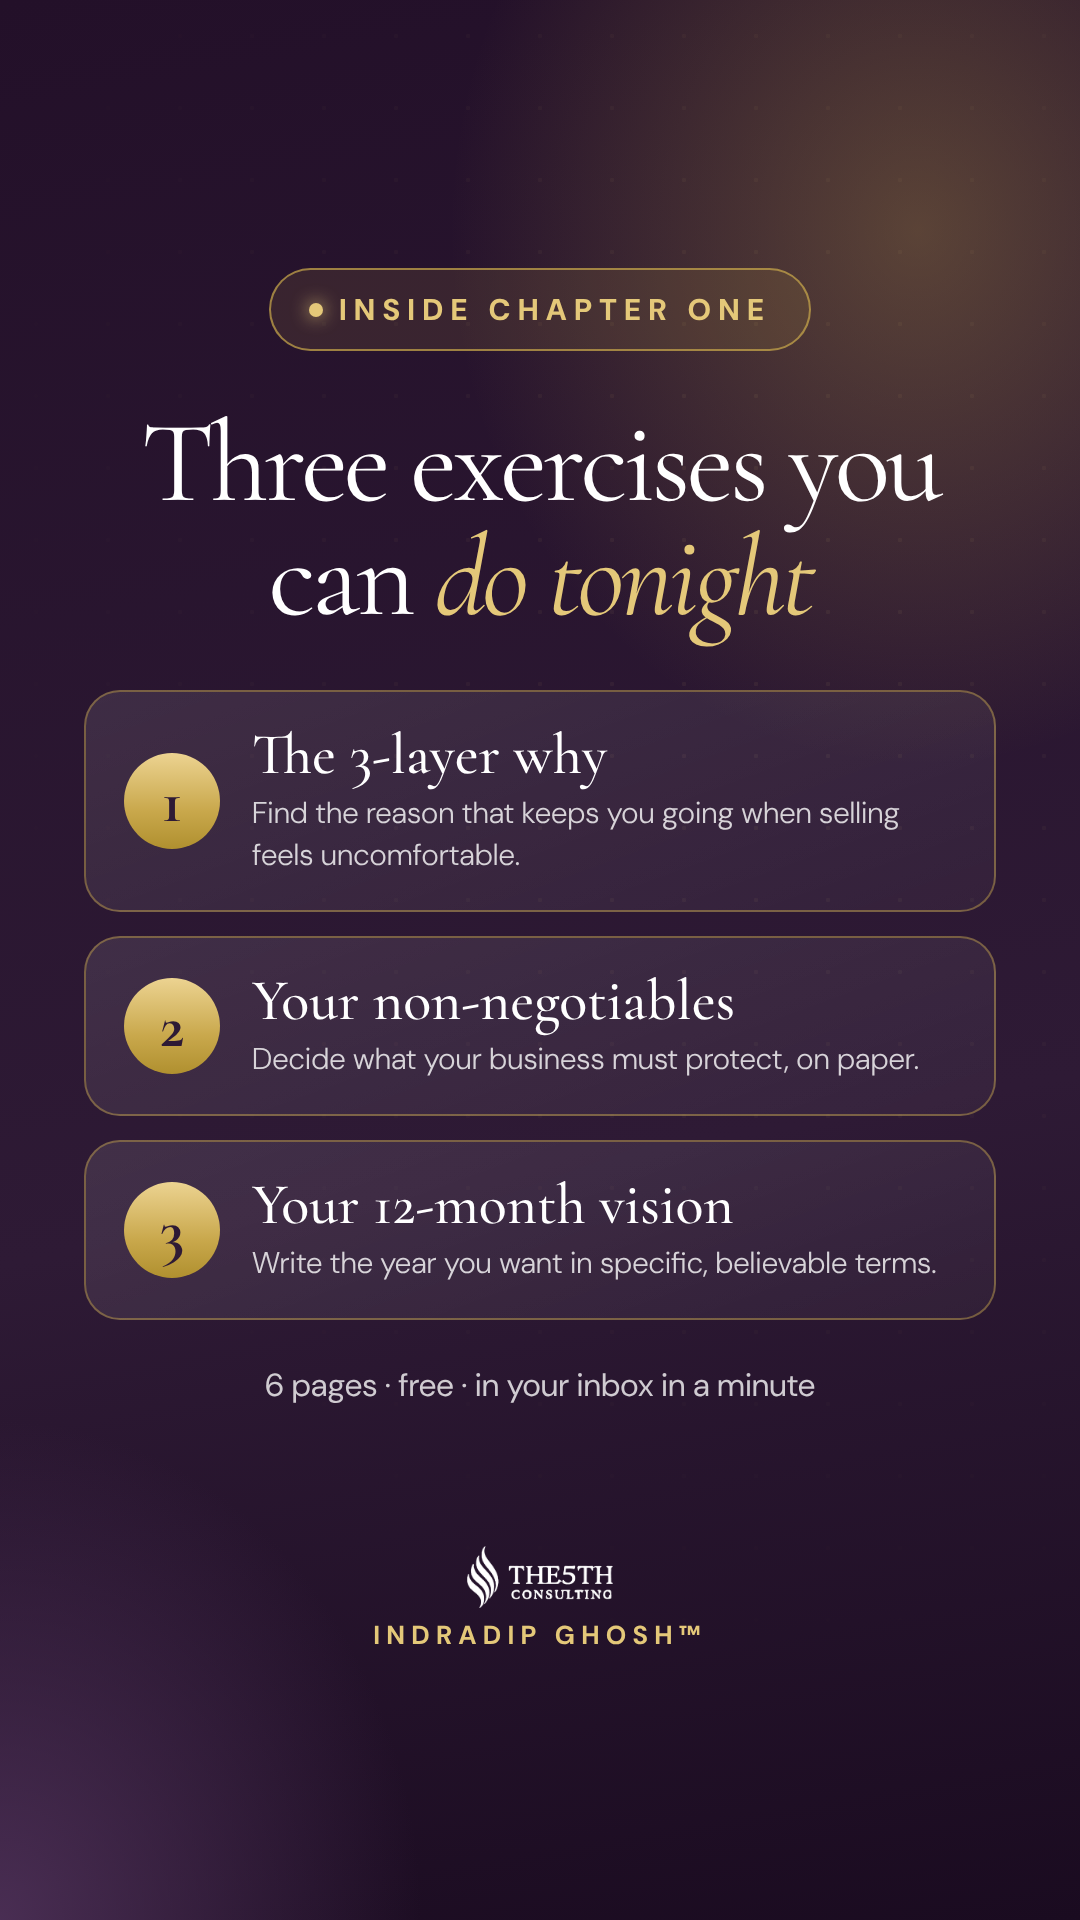 INSIDE CHAPTER ONE
Three exercises you
can do tonight
1
The 3-layer why
Find the reason that keeps you going when selling
feels uncomfortable.
2
Your non-negotiables
Decide what your business must protect, on paper.
3
Your 12-month vision
Write the year you want in specific, believable terms.
6 pages · free · in your inbox in a minute
THE5TH
CONSULTING
INDRADIP GHOSH™